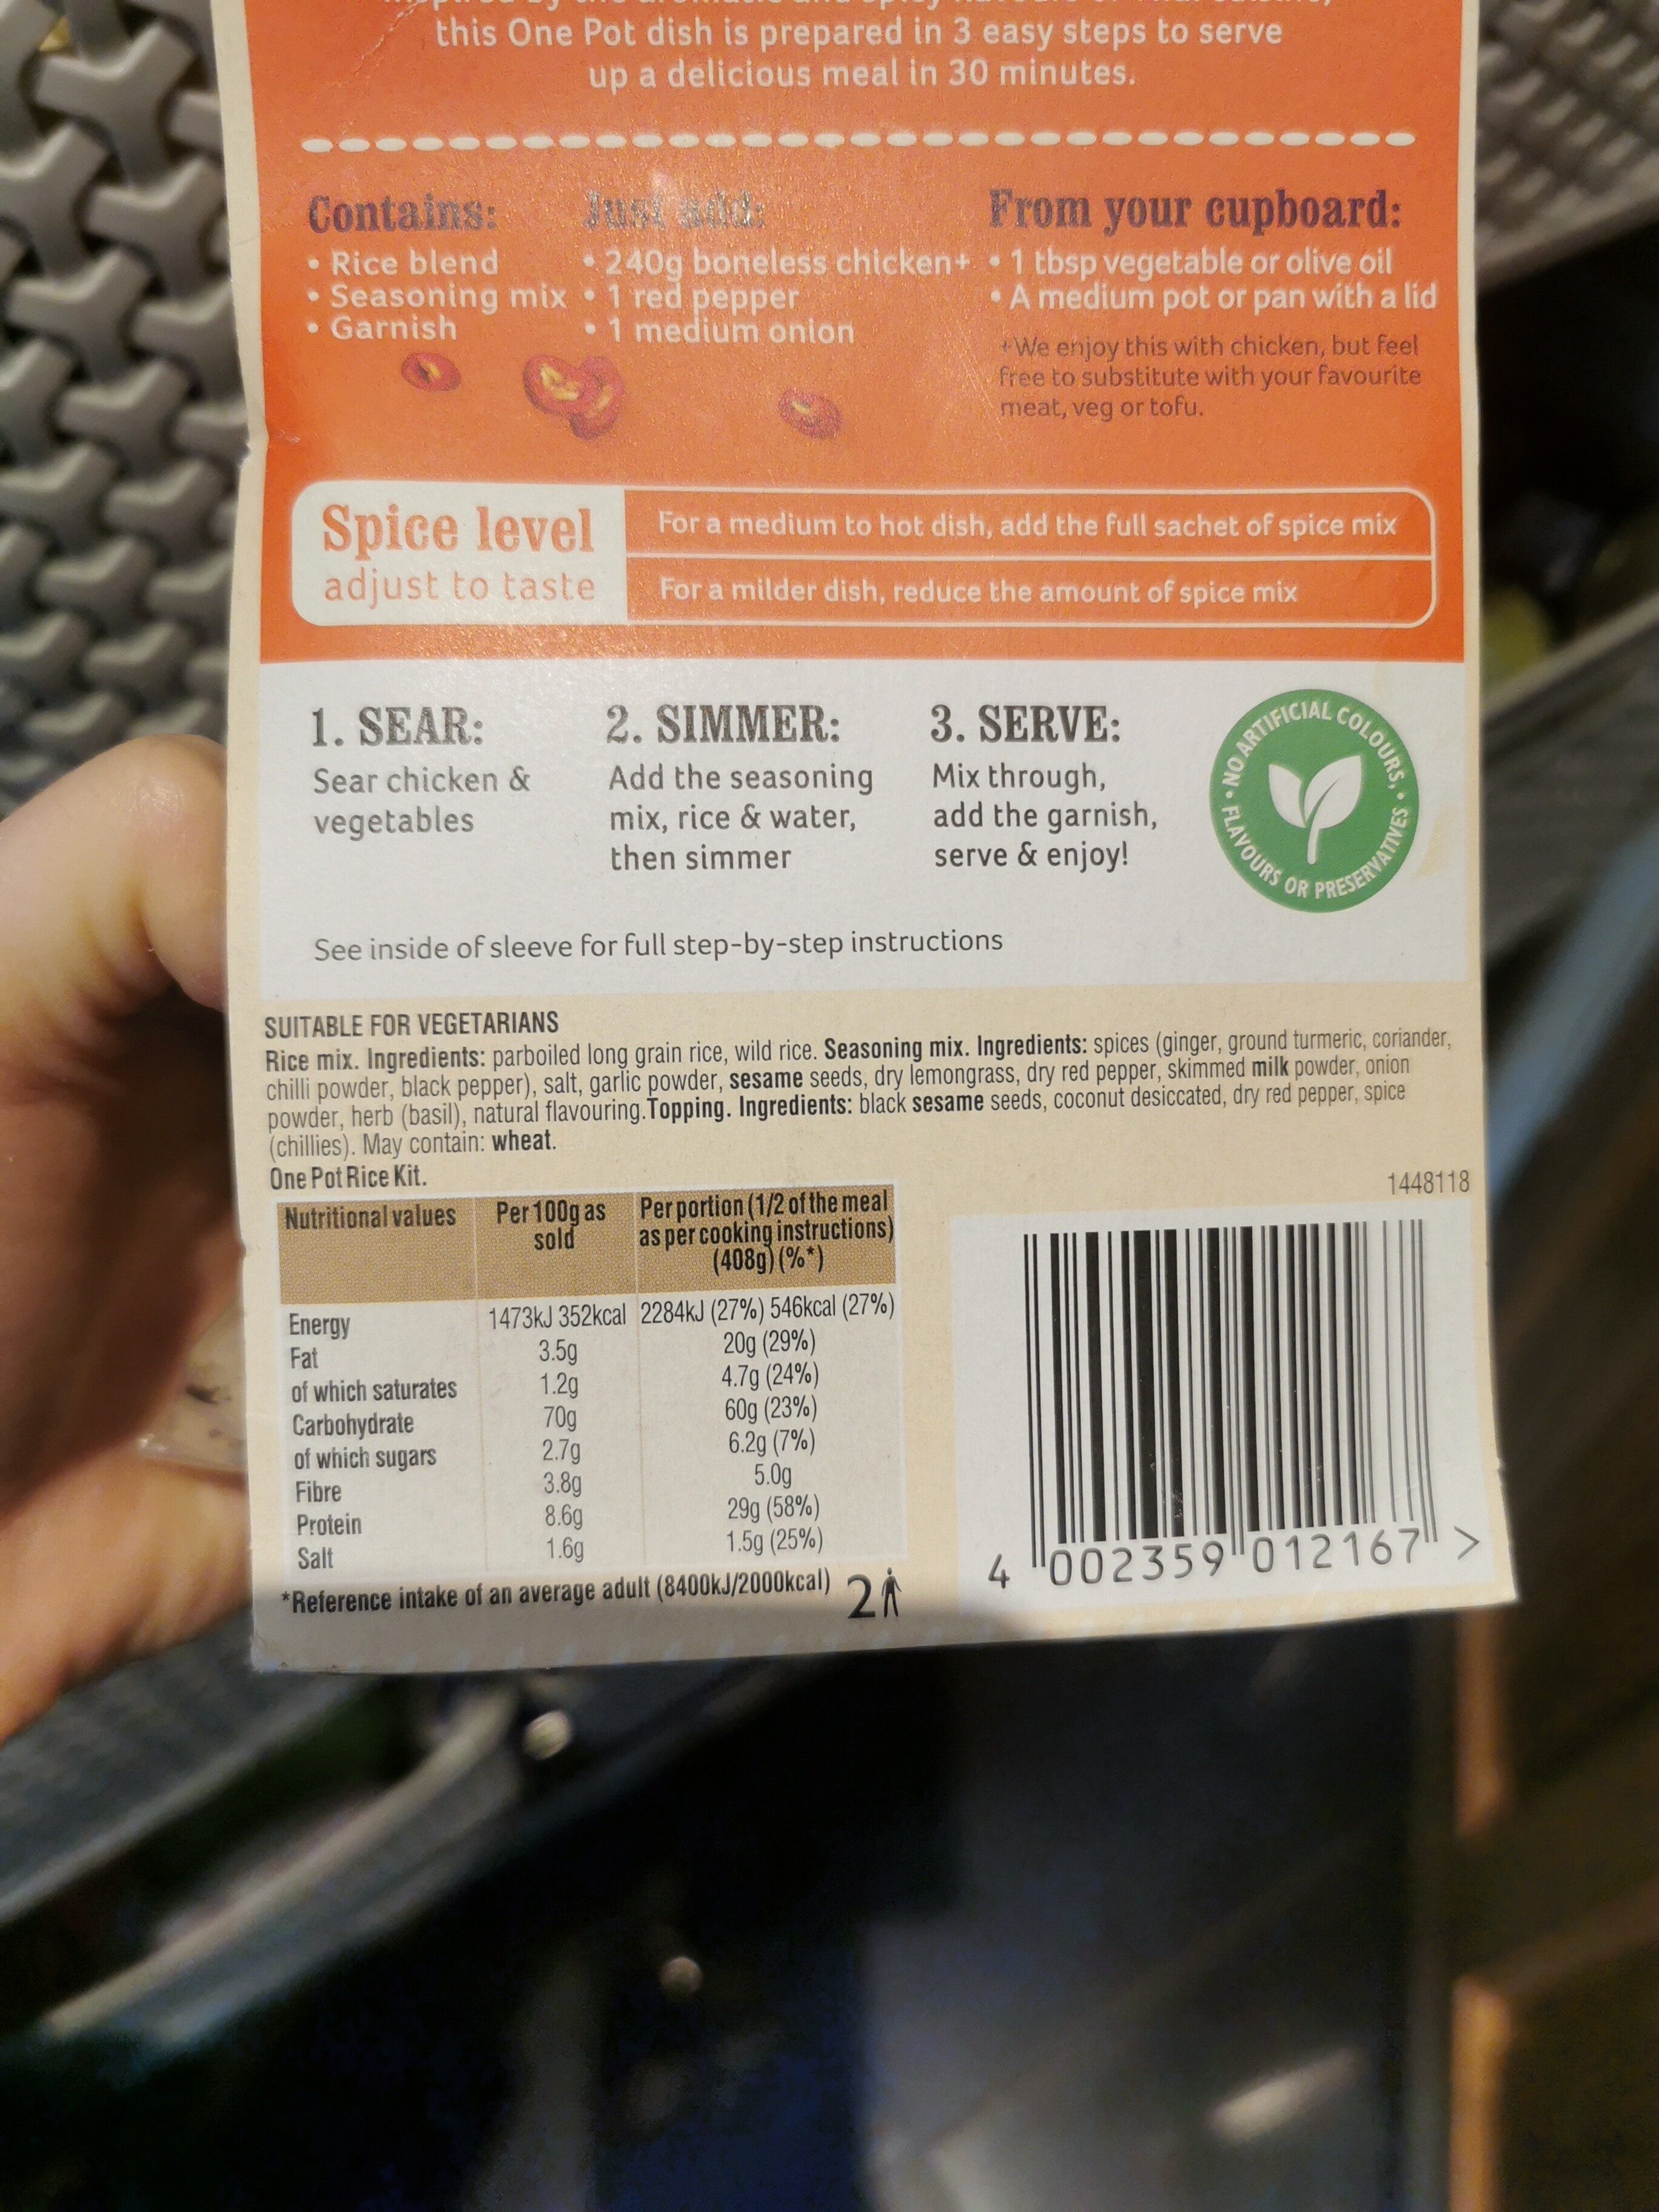 this One Pot dish is prepared in 3 easy steps to serve
up a delicious meal in 30 minutes.
Contains:
• Rice blend
• Seasoning mix
• Garnish
Just add:
• 240g boneless chicken+
• 1 red pepper
• 1 medium onion
From your cupboard:
• 1 tbsp vegetable or olive oil
• A medium pot or pan with a lid
+We enjoy this with chicken, but feel
free to substitute with your favourite
meat, veg or tofu.
Spice level
adjust to taste
For a medium to hot dish, add the full sachet of spice mix
For a milder dish, reduce the amount of spice mix
1. SEAR:
Sear chicken &
vegetables
2. SIMMER:
Add the seasoning
mix, rice & water,
then simmer
3. SERVE:
Mix through,
add the garnish,
serve & enjoy!
• NO ARTIFICIAL COLOURS, •
FLAVOURS OR PRESERVATIVES
See inside of sleeve for full step-by-step instructions
SUITABLE FOR VEGETARIANS
Rice mix. Ingredients: parboiled long grain rice, wild rice. Seasoning mix. Ingredients: spices (ginger, ground turmeric, coriander,
chilli powder, black pepper), salt, garlic powder, sesame seeds, dry lemongrass, dry red pepper, skimmed milk powder, onion
powder, herb (basil), natural flavouring.Topping. Ingredients: black sesame seeds, coconut desiccated, dry red pepper, spice
(chillies). May contain: wheat.
One Pot Rice Kit.
1448118
Nutritional values Per 100g as sold Per portion (1/2 of the meal as per cooking instructions) (408g) (%*)
Energy 1473kJ 352kcal 2284kJ (27%) 546kcal (27%)
Fat 3.5g 20g (29%)
of which saturates 1.2g 4.7g (24%)
Carbohydrate 70g 60g (23%)
of which sugars 2.7g 6.2g (7%)
Fibre 3.8g 5.0g
Protein 8.6g 29g (58%)
Salt 1.6g 1.5g (25%)
*Reference intake of an average adult (8400kJ/2000kcal)
2
4 002359 012167 >